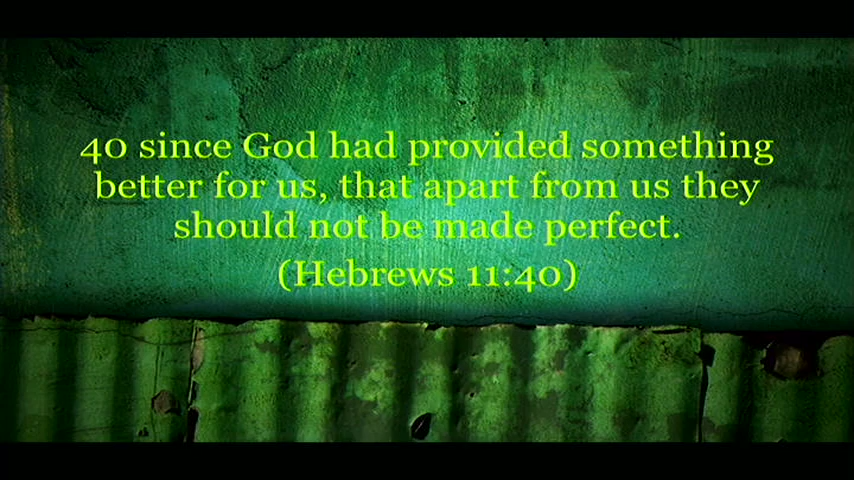 40 since God had provided something
better for us, that apart from us they
should not be made perfect.
(Hebrews 11:40)